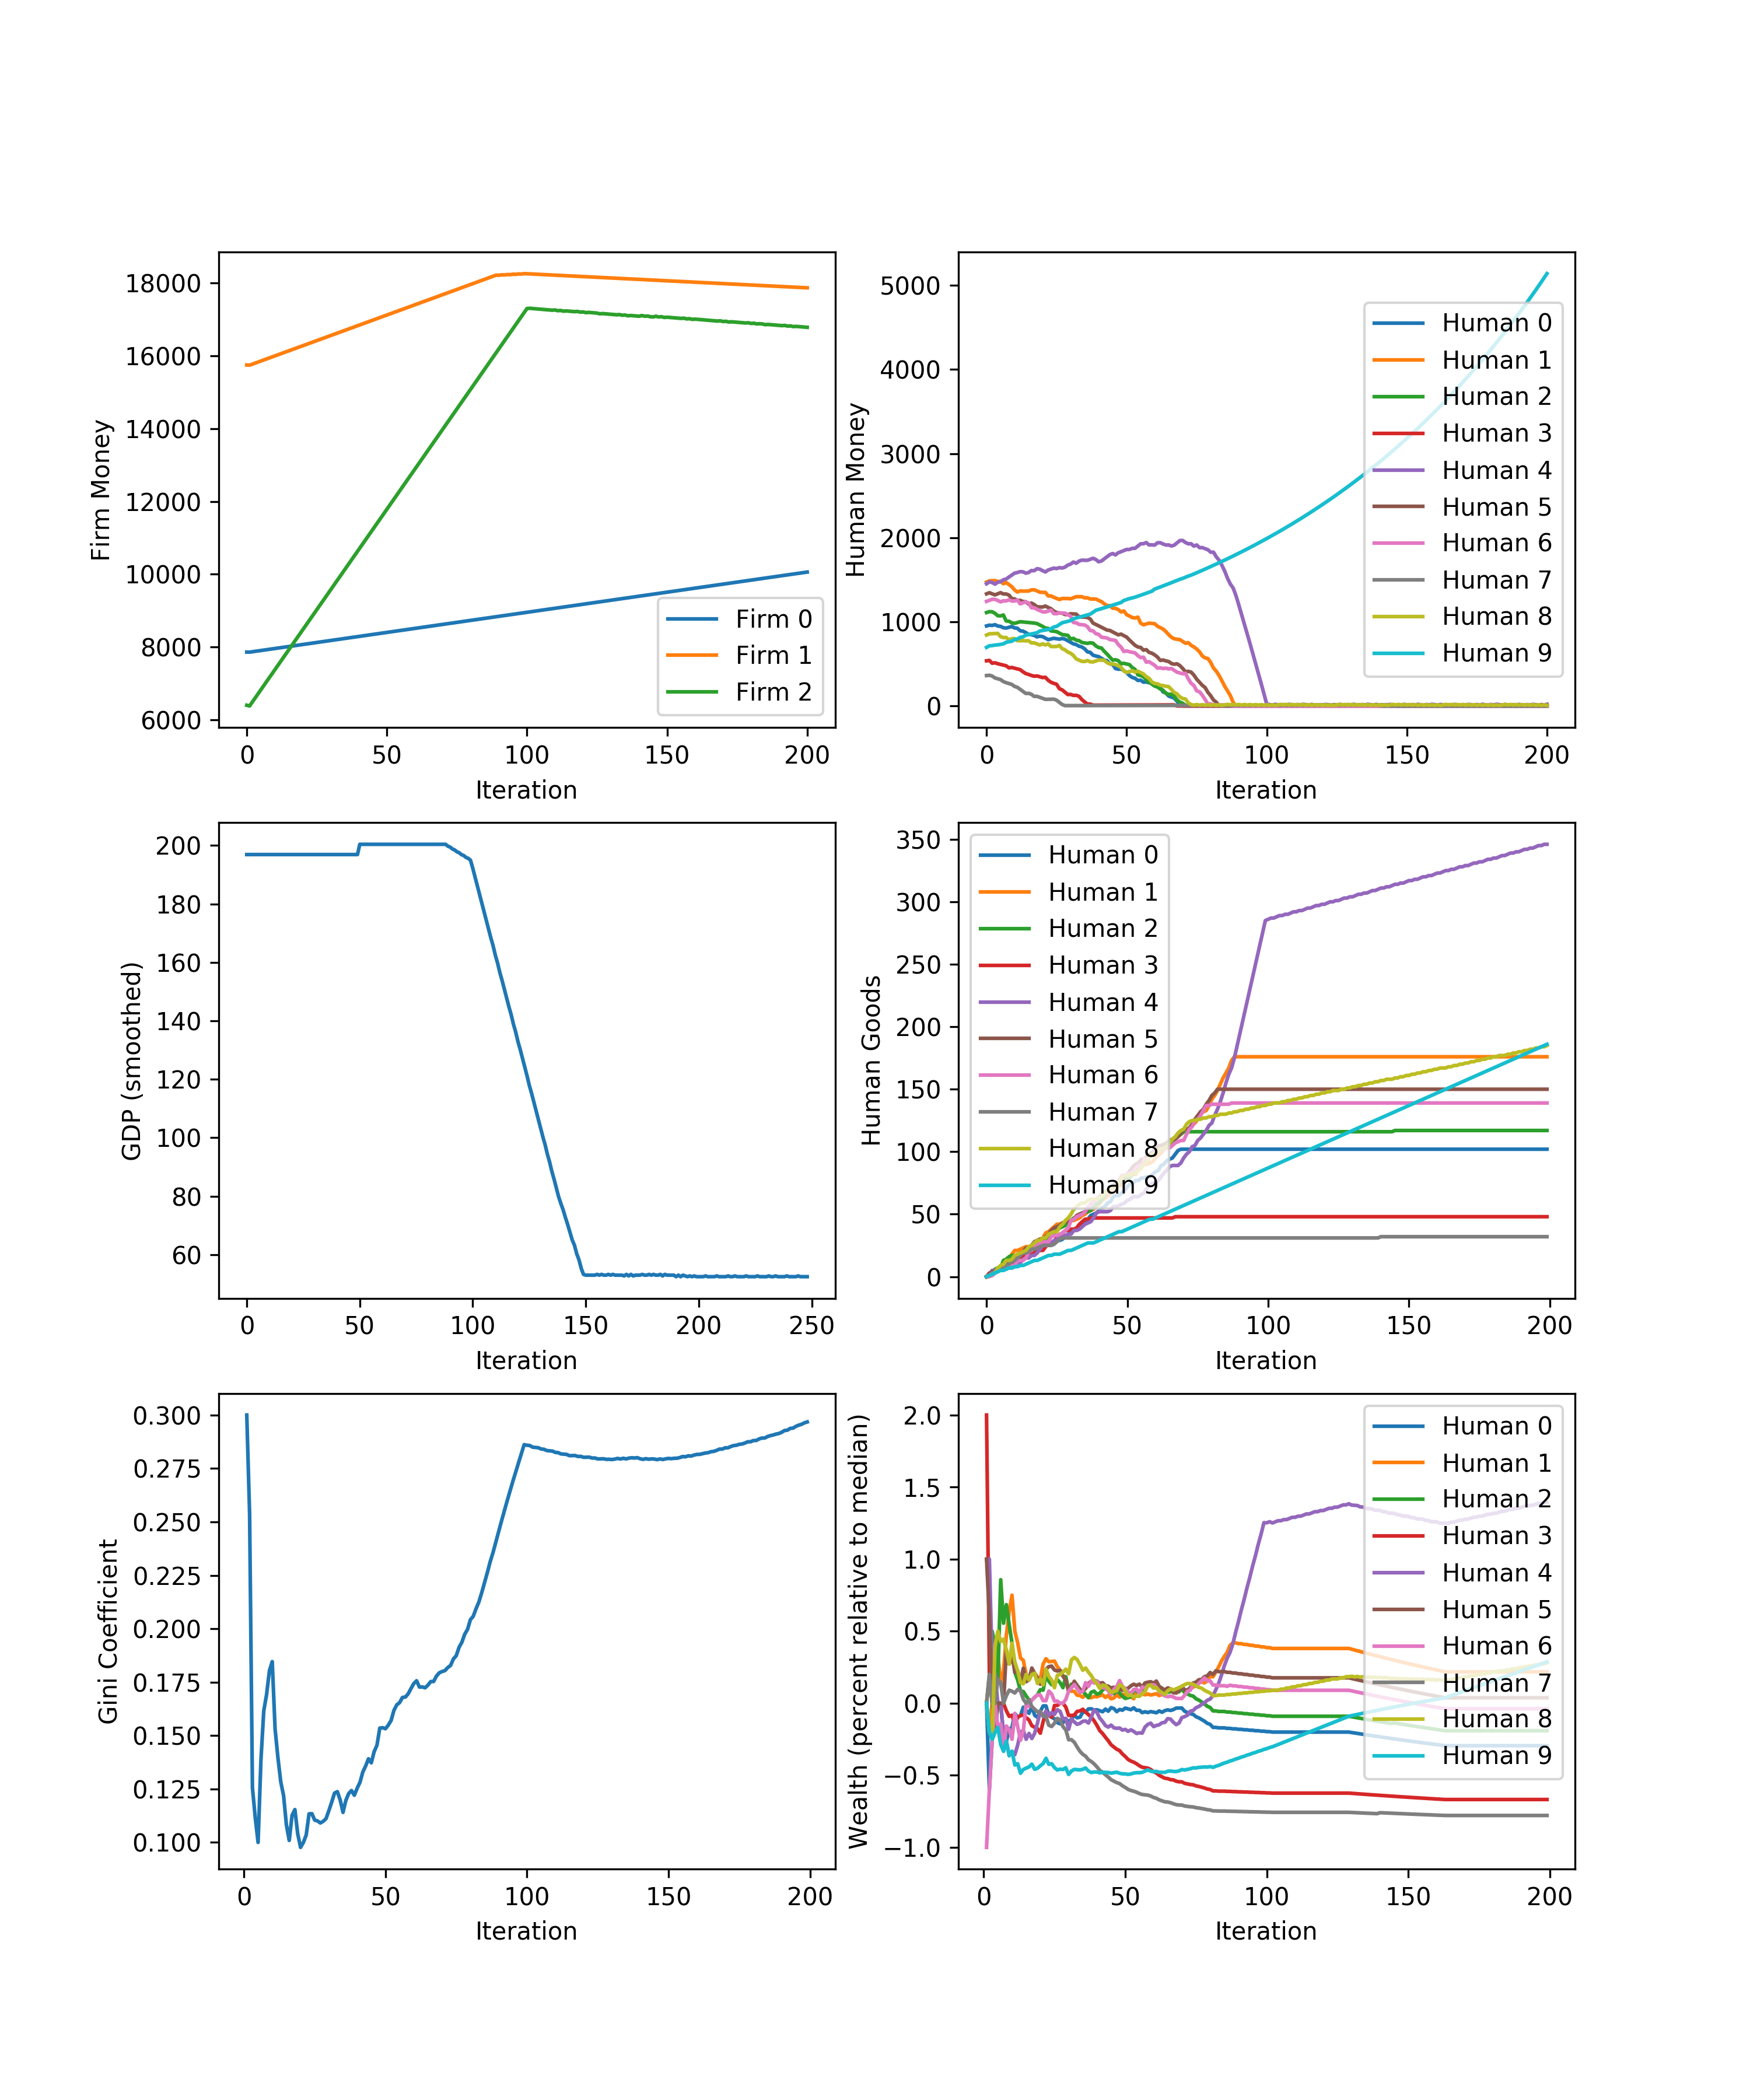 Firm Money
18000
16000
14000
12000
10000
8000
6000
0 50 100 150 200
Iteration
Firm 0
Firm 1
Firm 2
Human Money
5000
4000
3000
2000
1000
0
0 50 100 150 200
Iteration
Human 0
Human 1
Human 2
Human 3
Human 4
Human 5
Human 6
Human 7
Human 8
Human 9
GDP (smoothed)
200
180
160
140
120
100
80
60
0 50 100 150 200 250
Iteration
Human Goods
350
300
250
200
150
100
50
0
0 50 100 150 200
Iteration
Human 0
Human 1
Human 2
Human 3
Human 4
Human 5
Human 6
Human 7
Human 8
Human 9
Gini Coefficient
0.300
0.275
0.250
0.225
0.200
0.175
0.150
0.125
0.100
0 50 100 150 200
Iteration
Wealth (percent relative to median)
2.0
1.5
1.0
0.5
0.0
−0.5
−1.0
0 50 100 150 200
Iteration
Human 0
Human 1
Human 2
Human 3
Human 4
Human 5
Human 6
Human 7
Human 8
Human 9